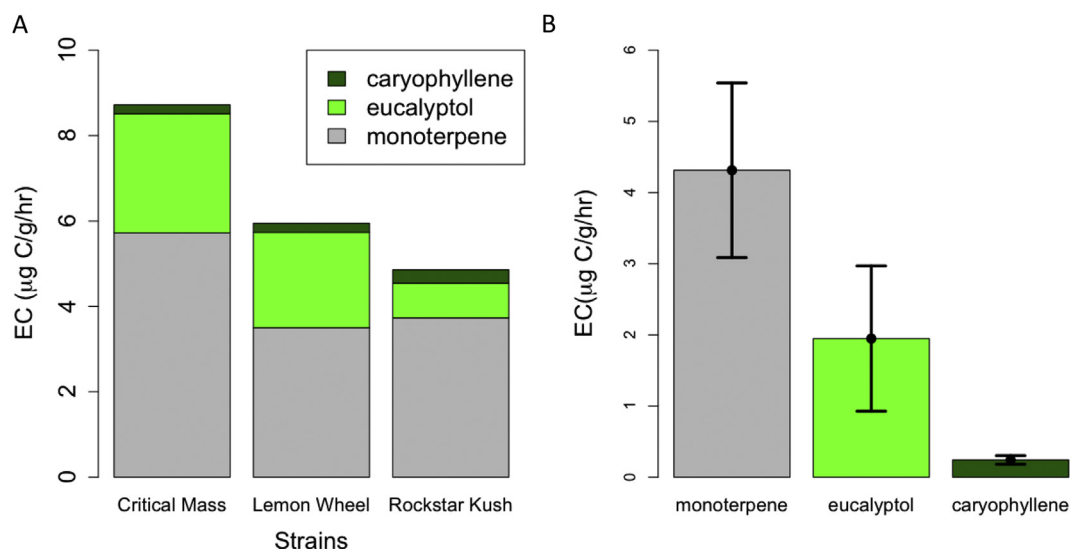 A
EC (µg C/g/hr)
10
8
6
4
2
0
caryophyllene
eucalyptol
monoterpene
Critical Mass
Lemon Wheel
Rockstar Kush
Strains
B
EC(µg C/g/hr)
6
5
4
3
2
1
0
monoterpene
eucalyptol
caryophyllene